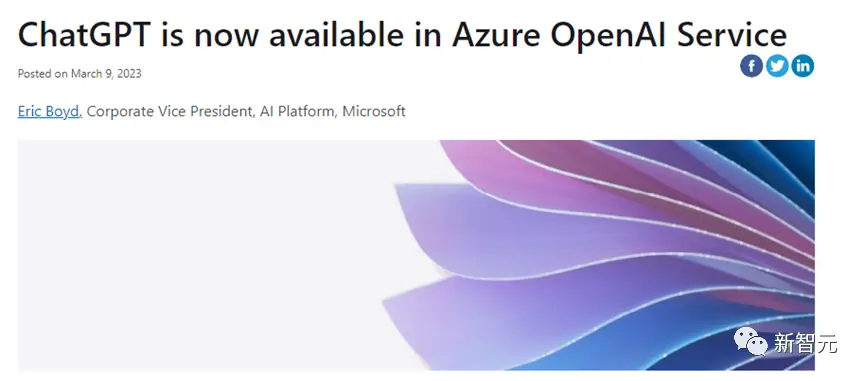 ChatGPT is now available in Azure OpenAI Service
Posted on March 9, 2023
Eric Boyd, Corporate Vice President, AI Platform, Microsoft
新智元